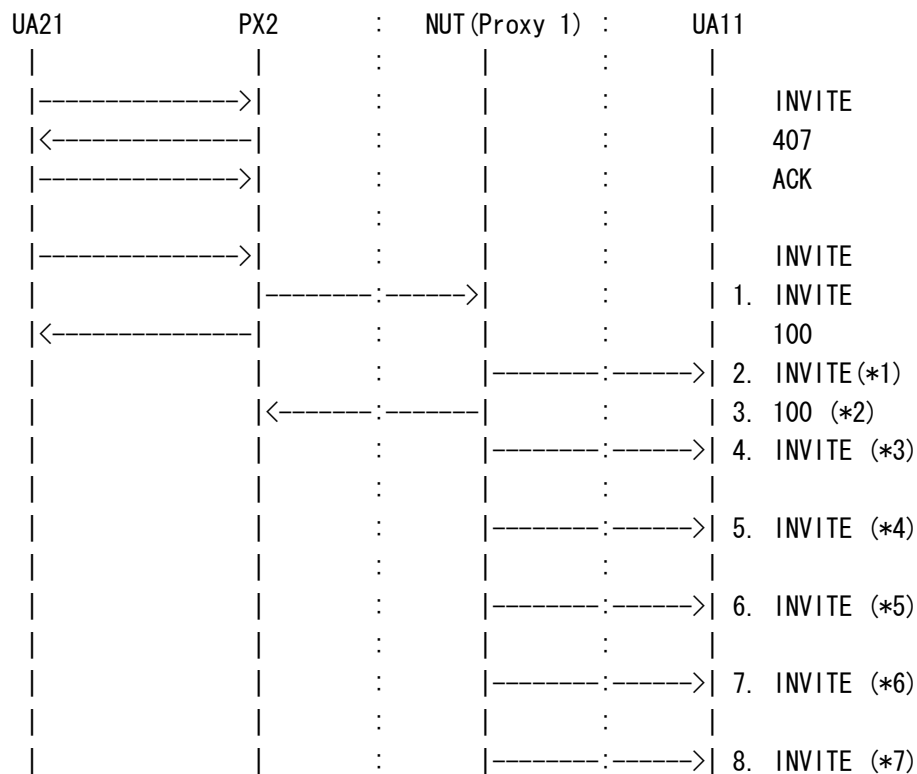 UA21 PX2 : NUT(Proxy 1) : UA11
| | : | : |
|--------------->| : | : | INVITE
|<---------------| : | : | 407
|--------------->| : | : | ACK
| | : | : |
|--------------->| : | : | INVITE
| |--------:------>| : | 1. INVITE
|<---------------| : | : | 100
| | : |--------:------>| 2. INVITE(*1)
| |<-------:-------| : | 3. 100 (*2)
| | : |--------:------>| 4. INVITE (*3)
| | : | : |
| | : |--------:------>| 5. INVITE (*4)
| | : | : |
| | : |--------:------>| 6. INVITE (*5)
| | : | : |
| | : |--------:------>| 7. INVITE (*6)
| | : | : |
| | : |--------:------>| 8. INVITE (*7)